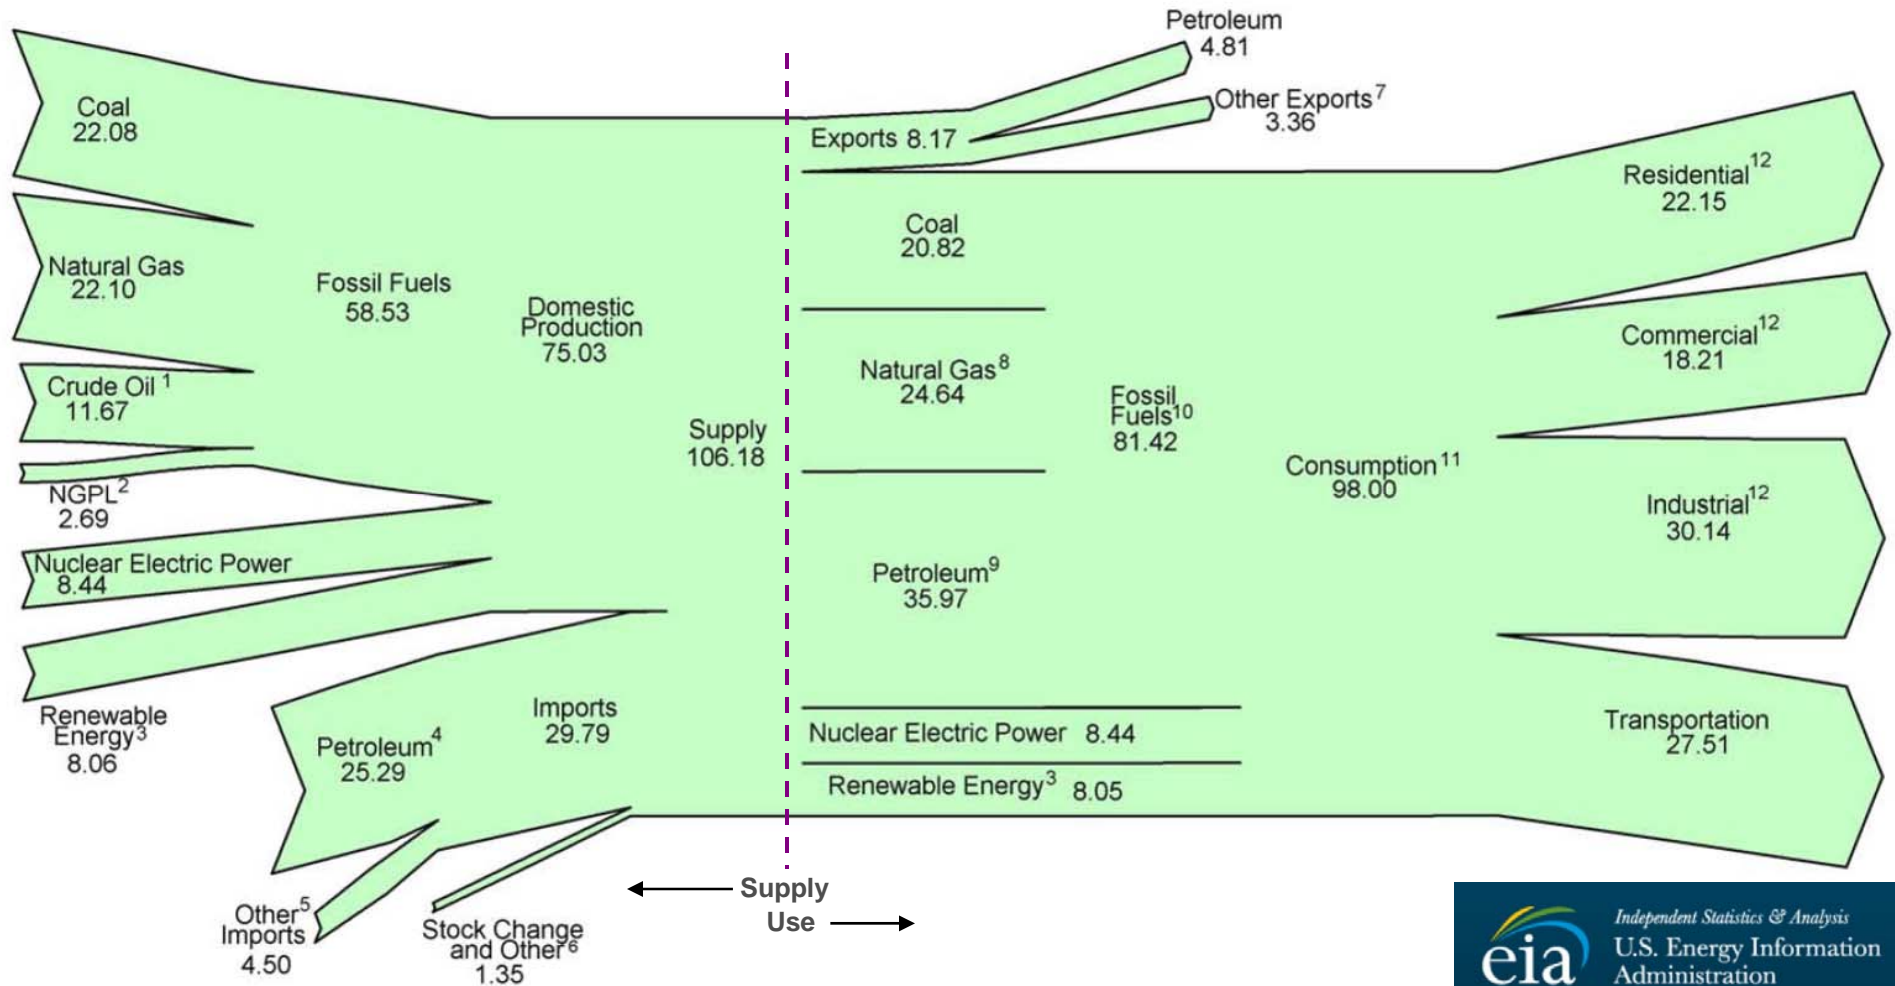 Coal
22.08
Natural Gas
22.10
Crude Oil 1
11.67
NGPL2
2.69
Nuclear Electric Power
8.44
Renewable
Energy3
8.06
Fossil Fuels
58.53
Domestic
Production
75.03
Petroleum4
25.29
Imports
29.79
Other5
Imports
4.50
Stock Change
and Other6
1.35
Supply
106.18
Supply
Use
Exports 8.17
Petroleum
4.81
Other Exports7
3.36
Coal
20.82
Natural Gas8
24.64
Petroleum9
35.97
Nuclear Electric Power 8.44
Renewable Energy3 8.05
Fossil
Fuels10
81.42
Consumption11
98.00
Residential12
22.15
Commercial12
18.21
Industrial12
30.14
Transportation
27.51
eia
Independent Statistics & Analysis
U.S. Energy Information
Administration